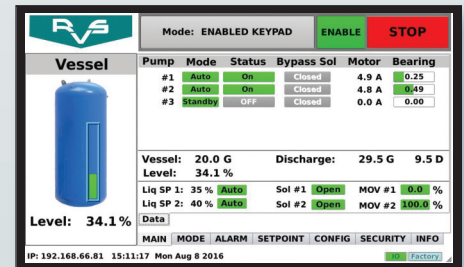 RVS
Mode: ENABLED KEYPAD
ENABLE
STOP
Vessel
Pump Mode Status Bypass Sol Motor Bearing
#1 Auto On Closed 4.9 A 0.25
#2 Auto On Closed 4.8 A 0.49
#3 Standby OFF Closed 0.0 A 0.00
Vessel: 20.0 G Discharge: 29.5 G 9.5 D
Level: 34.1 %
Liq SP 1: 35 % Auto Sol #1 Open MOV #1 0.0 %
Liq SP 2: 40 % Auto Sol #2 Open MOV #2 100.0 %
Level: 34.1%
Data
MAIN MODE ALARM SETPOINT CONFIG SECURITY INFO
IP: 192.168.66.81 15:11:17 Mon Aug 8 2016
IO Factory